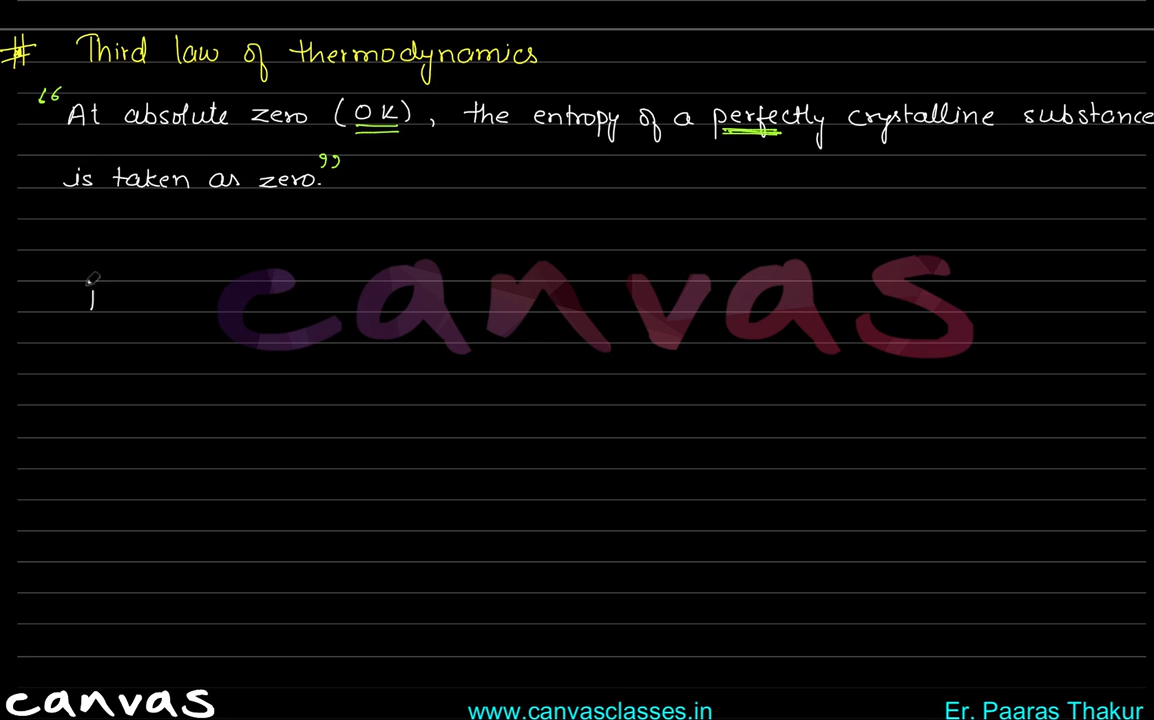 # Third law of thermodynamics
"At absolute zero (0 K), the entropy of a perfectly crystalline substance
is taken as zero."
i
canvas
canvas
www.canvasclasses.in
Er. Paaras Thakur